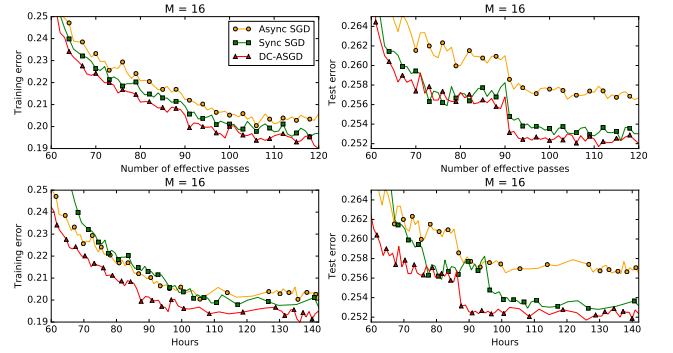 M = 16
0.25
0.24
0.23
0.22
0.21
0.20
0.19
60 70 80 90 100 110 120
Training error
Number of effective passes
Async SGD
Sync SGD
DC-ASGD
M = 16
0.264
0.262
0.260
0.258
0.256
0.254
0.252
60 70 80 90 100 110 120
Test error
Number of effective passes
M = 16
0.25
0.24
0.23
0.22
0.21
0.20
0.19
60 70 80 90 100 110 120 130 140
Training error
Hours
M = 16
0.264
0.262
0.260
0.258
0.256
0.254
0.252
60 70 80 90 100 110 120 130 140
Test error
Hours